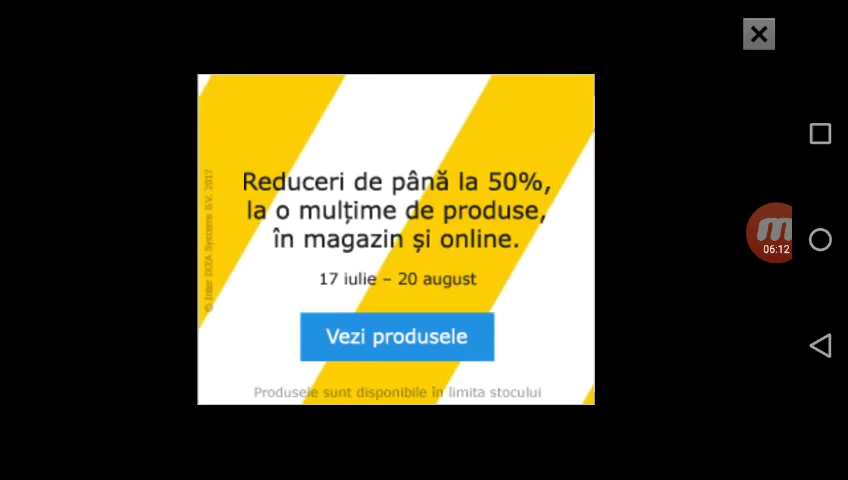 Reduceri de până la 50%,
la o mulțime de produse,
în magazin și online.
17 iulie – 20 august
Vezi produsele
Produsele sunt disponibile în limita stocului
© Inter IKEA Systems B.V. 2017
06:12